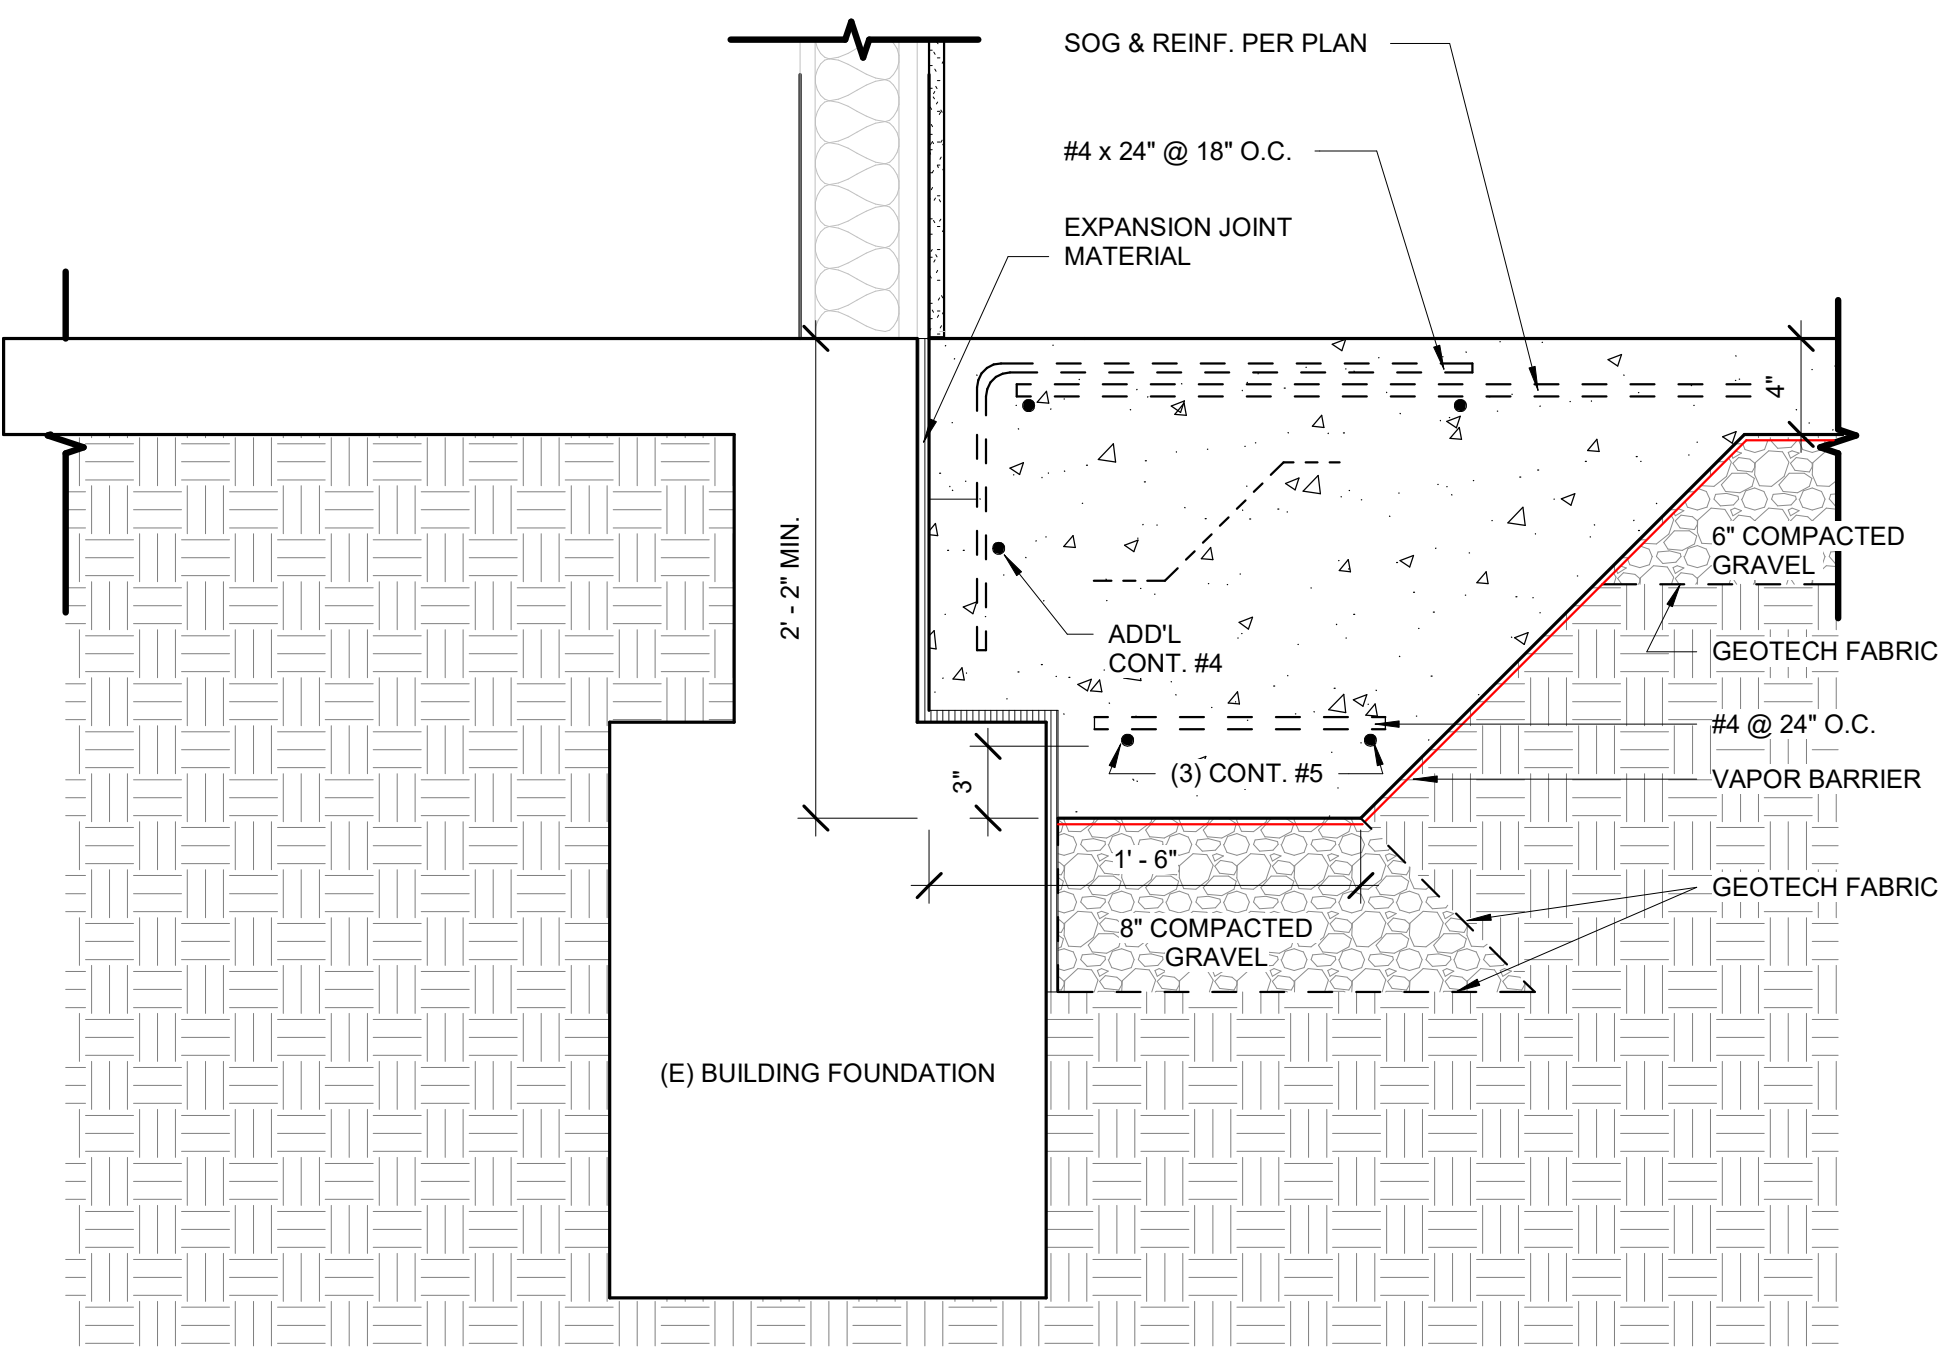 SOG & REINF. PER PLAN
#4 x 24" @ 18" O.C.
EXPANSION JOINT
MATERIAL
4"
2' - 2" MIN.
6" COMPACTED
GRAVEL
ADD'L
CONT. #4
GEOTECH FABRIC
#4 @ 24" O.C.
(3) CONT. #5
3"
VAPOR BARRIER
1' - 6"
GEOTECH FABRIC
8" COMPACTED
GRAVEL
(E) BUILDING FOUNDATION